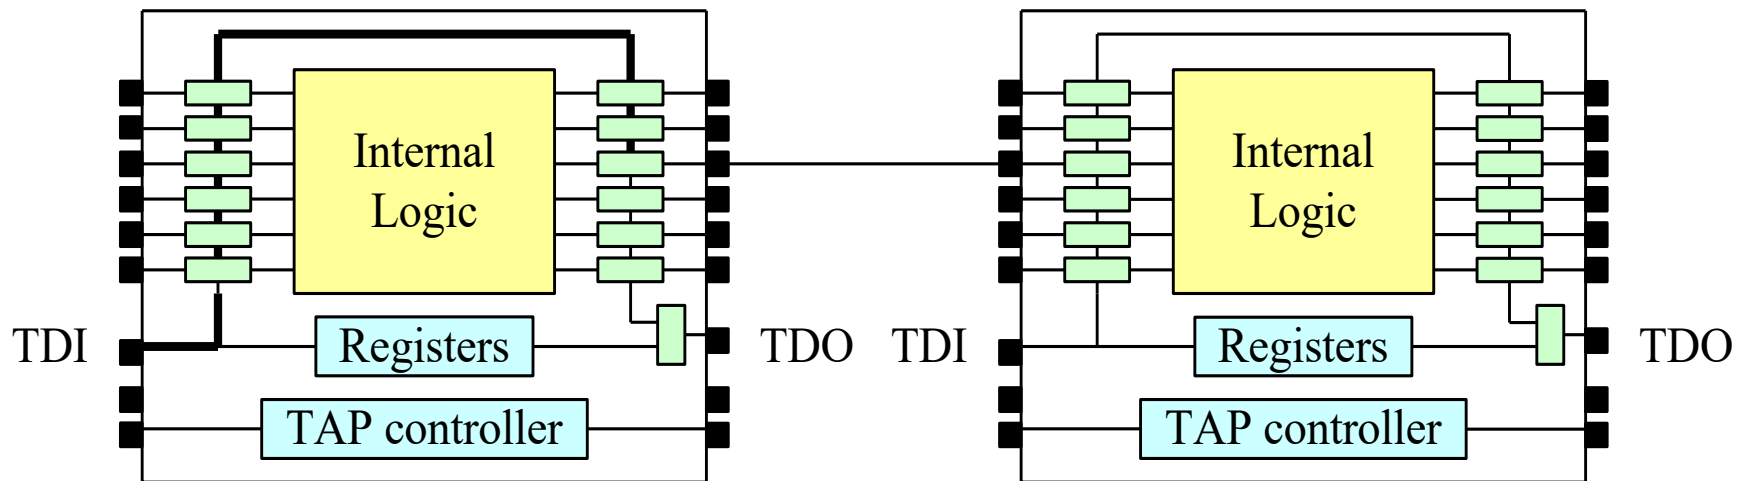 Internal
Logic
TDI
Registers
TDO
TAP controller
Internal
Logic
TDI
Registers
TDO
TAP controller